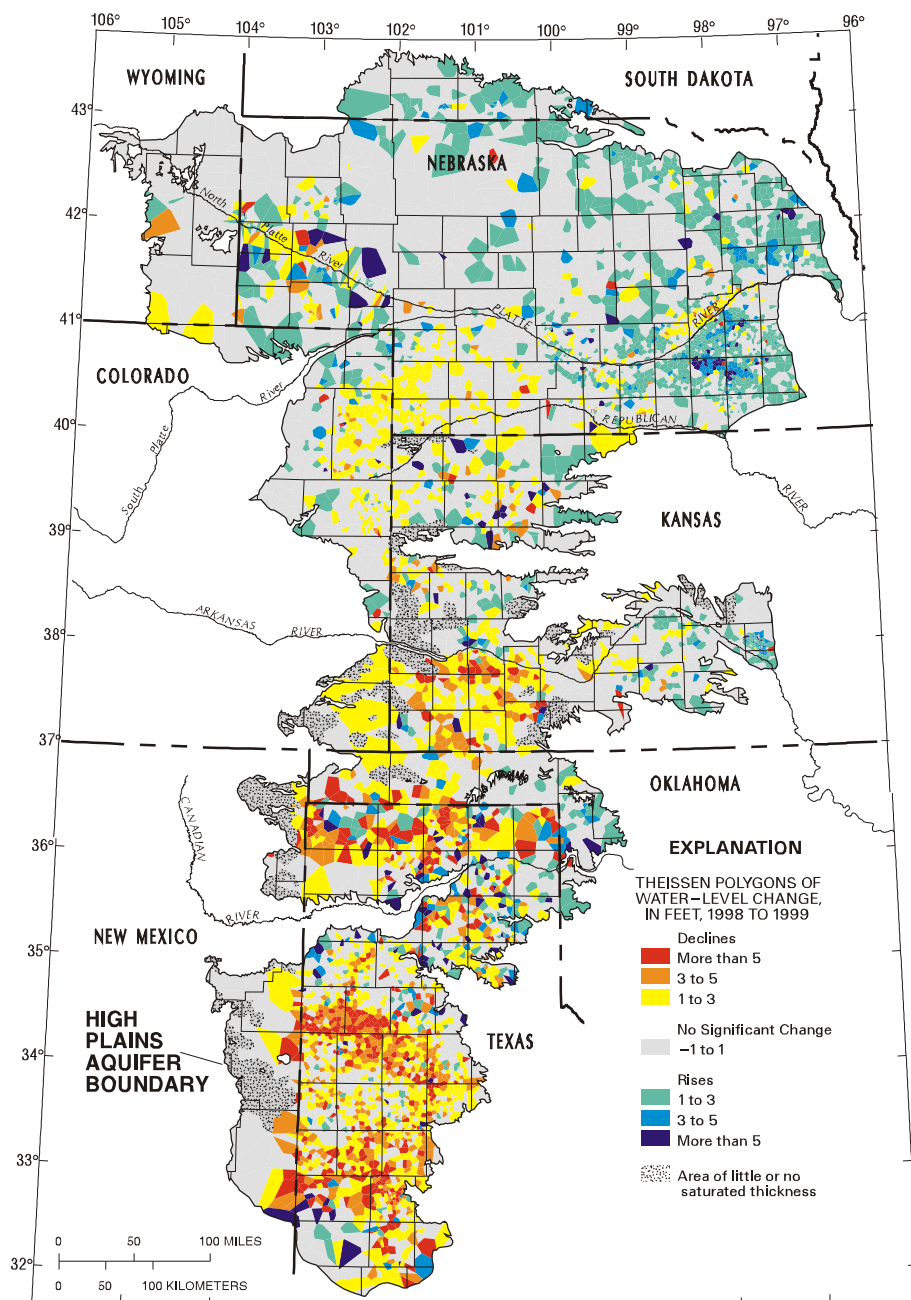 106°
105°
104°
103°
102°
101°
100°
99°
98°
97°
96°
WYOMING
SOUTH DAKOTA
43°
NEBRASKA
North
Platte
River
42°
PLATTE
RIVER
41°
COLORADO
River
Platte
South
REPUBLICAN
RIVER
40°
KANSAS
39°
ARKANSAS
RIVER
38°
37°
OKLAHOMA
CANADIAN
RIVER
36°
EXPLANATION
THEISSEN POLYGONS OF
WATER–LEVEL CHANGE,
IN FEET, 1998 TO 1999
Declines
More than 5
3 to 5
1 to 3
No Significant Change
–1 to 1
Rises
1 to 3
3 to 5
More than 5
Area of little or no
saturated thickness
35°
NEW MEXICO
TEXAS
HIGH
PLAINS
AQUIFER
BOUNDARY
34°
33°
32°
0 50 100 MILES
0 50 100 KILOMETERS